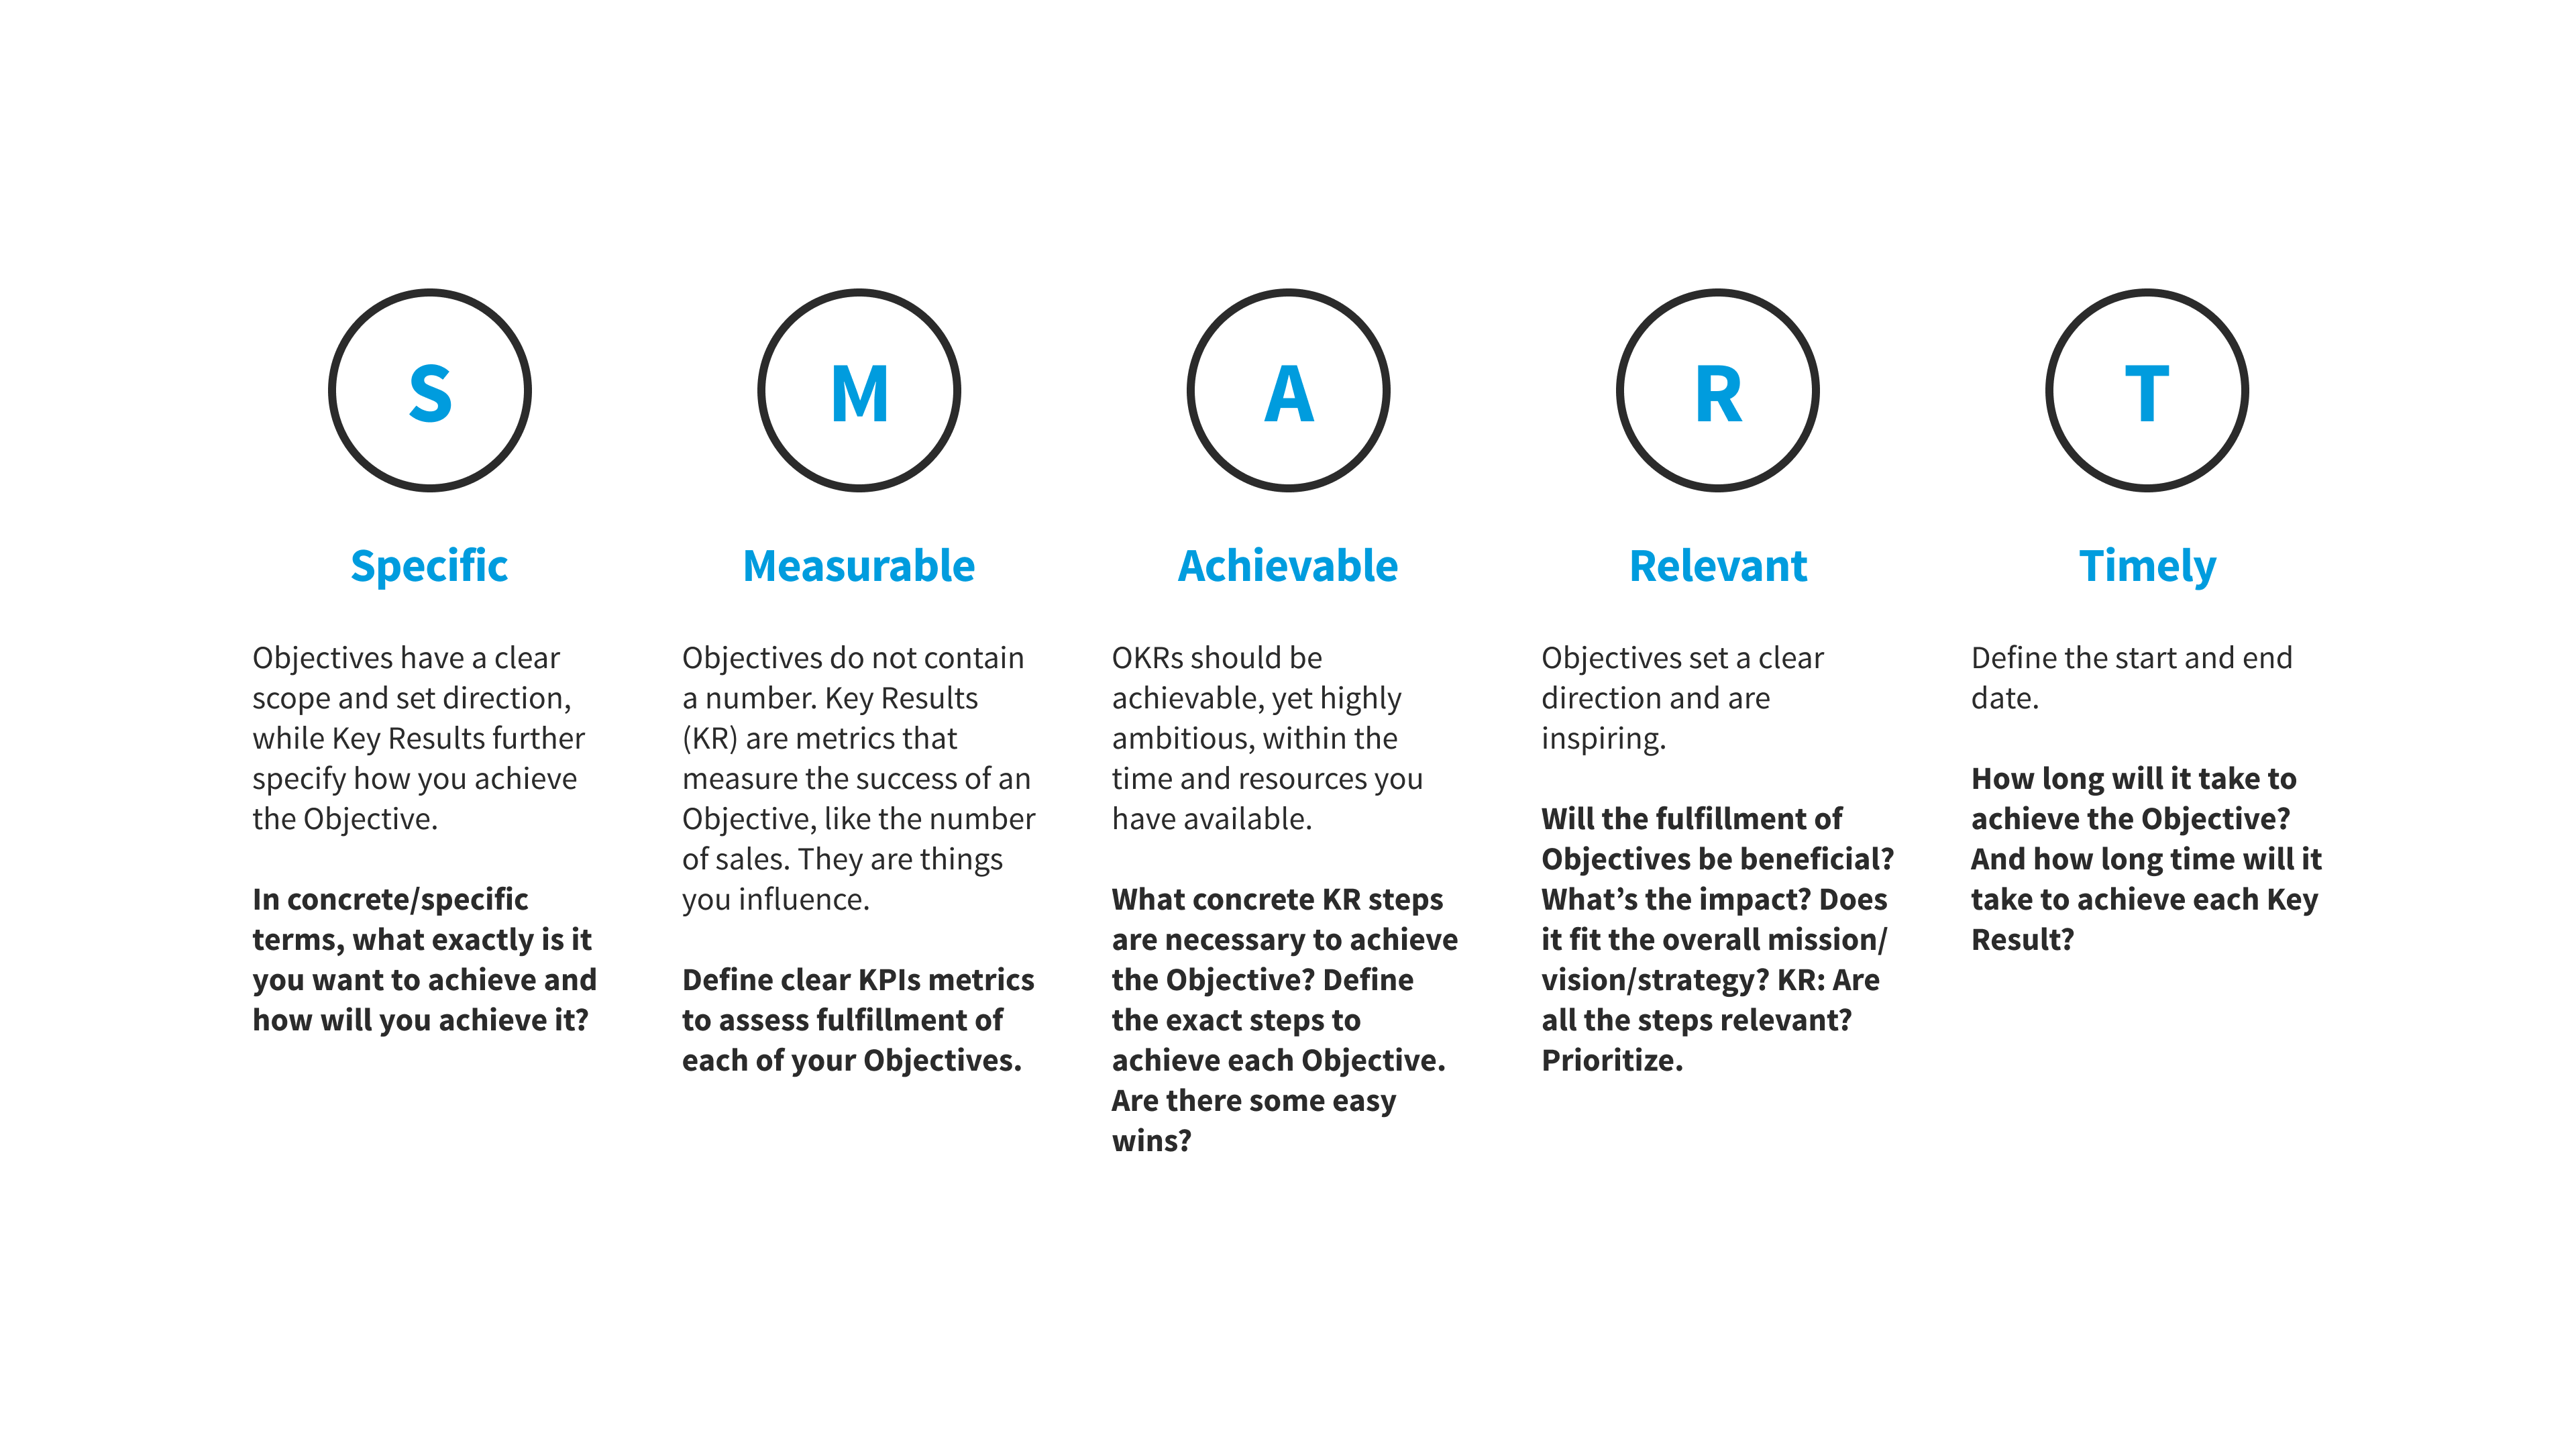 S
Specific
Objectives have a clear
scope and set direction,
while Key Results further
specify how you achieve
the Objective.
In concrete/specific
terms, what exactly is it
you want to achieve and
how will you achieve it?
M
Measurable
Objectives do not contain
a number. Key Results
(KR) are metrics that
measure the success of an
Objective, like the number
of sales. They are things
you influence.
Define clear KPIs metrics
to assess fulfillment of
each of your Objectives.
A
Achievable
OKRs should be
achievable, yet highly
ambitious, within the
time and resources you
have available.
What concrete KR steps
are necessary to achieve
the Objective? Define
the exact steps to
achieve each Objective.
Are there some easy
wins?
R
Relevant
Objectives set a clear
direction and are
inspiring.
Will the fulfillment of
Objectives be beneficial?
What’s the impact? Does
it fit the overall mission/
vision/strategy? KR: Are
all the steps relevant?
Prioritize.
T
Timely
Define the start and end
date.
How long will it take to
achieve the Objective?
And how long time will it
take to achieve each Key
Result?